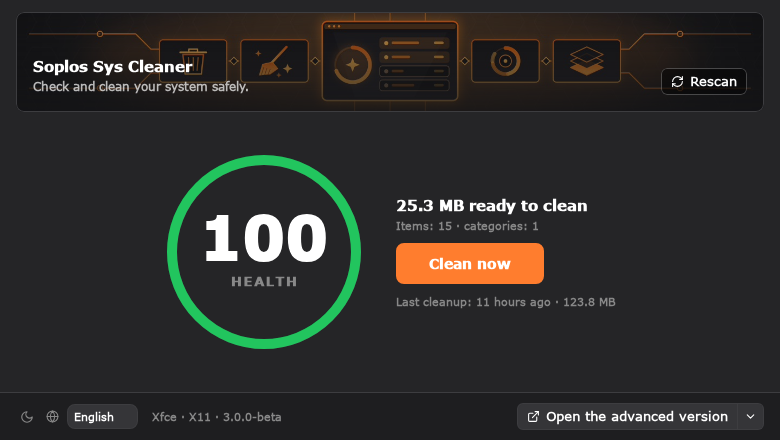 Soplos Sys Cleaner
Check and clean your system safely.
Rescan
100
HEALTH
25.3 MB ready to clean
Items: 15 · categories: 1
Clean now
Last cleanup: 11 hours ago · 123.8 MB
English
Xfce · X11 · 3.0.0-beta
Open the advanced version